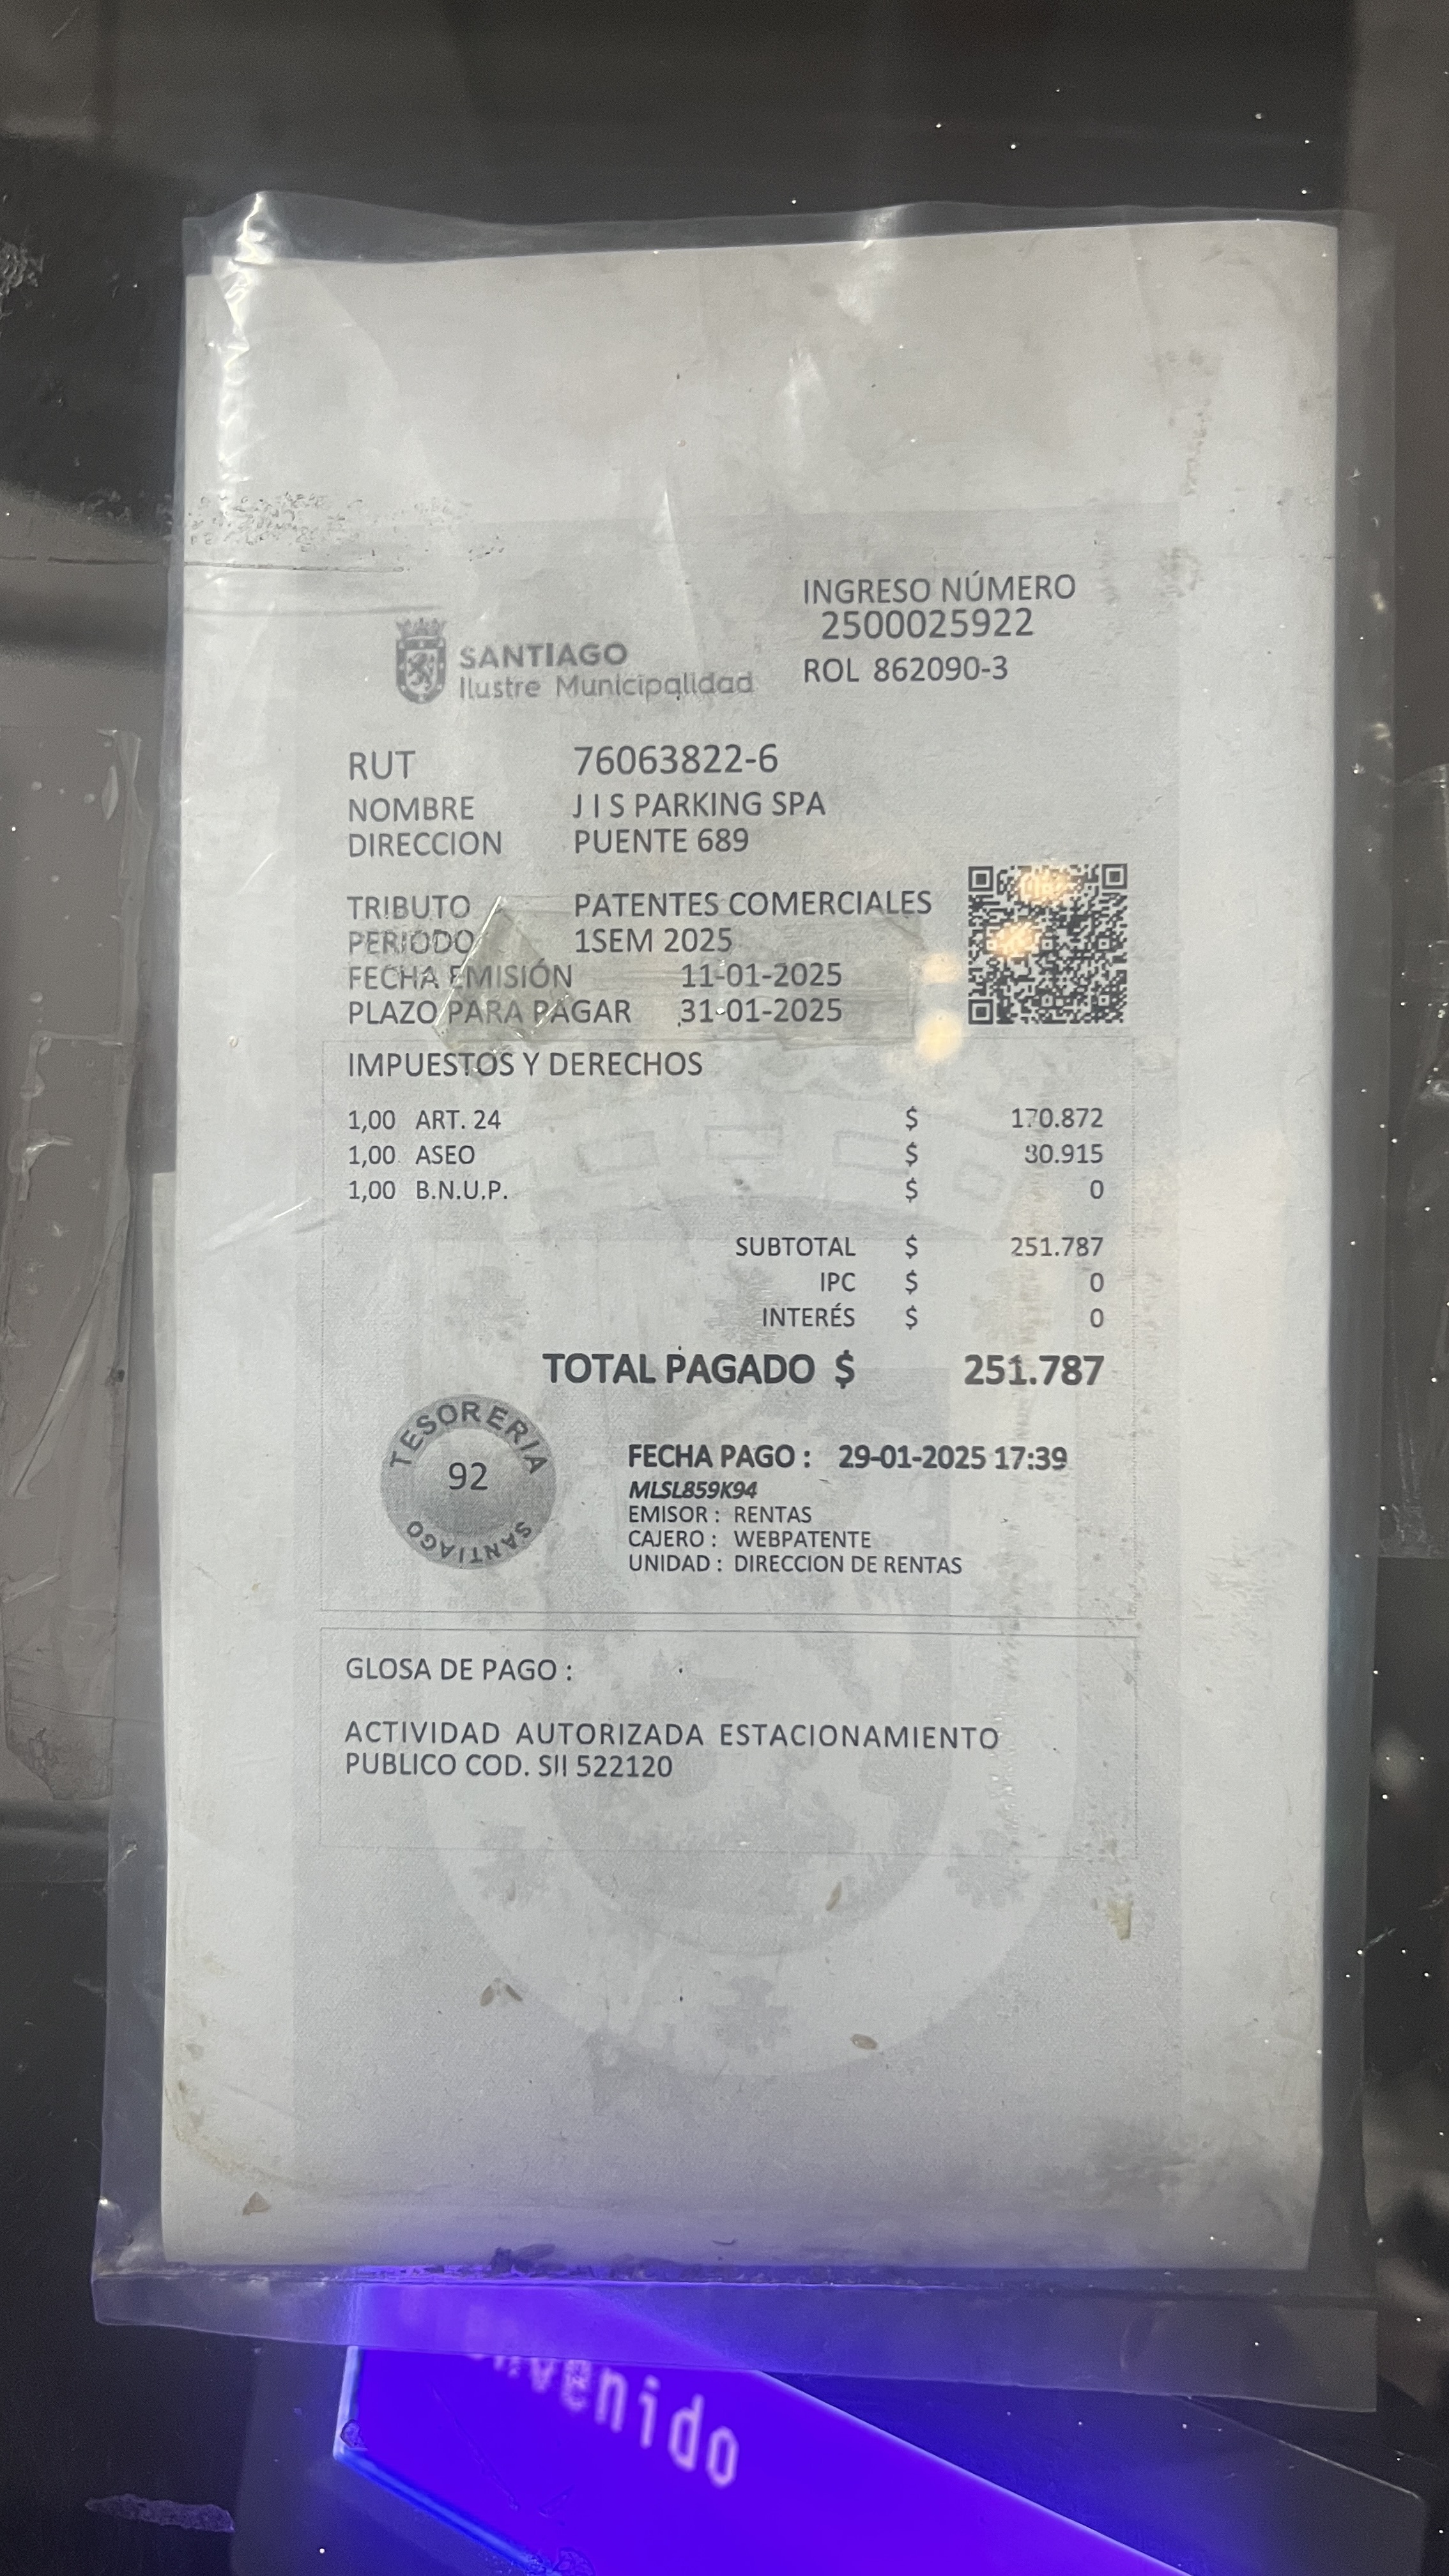 INGRESO NÚMERO
2500025922
ROL 862090-3
SANTIAGO
Ilustre Municipalidad
RUT 76063822-6
NOMBRE J I S PARKING SPA
DIRECCION PUENTE 689
TRIBUTO PATENTES COMERCIALES
PERIODO 1SEM 2025
FECHA EMISIÓN 11-01-2025
PLAZO PARA PAGAR 31-01-2025
IMPUESTOS Y DERECHOS
1,00 ART. 24 $ 170.872
1,00 ASEO $ 80.915
1,00 B.N.U.P. $ 0
SUBTOTAL $ 251.787
IPC $ 0
INTERÉS $ 0
TOTAL PAGADO $ 251.787
TESORERIA
92
SANTIAGO
FECHA PAGO : 29-01-2025 17:39
MLSL859K94
EMISOR : RENTAS
CAJERO : WEBPATENTE
UNIDAD : DIRECCION DE RENTAS
GLOSA DE PAGO :
ACTIVIDAD AUTORIZADA ESTACIONAMIENTO
PUBLICO COD. SII 522120